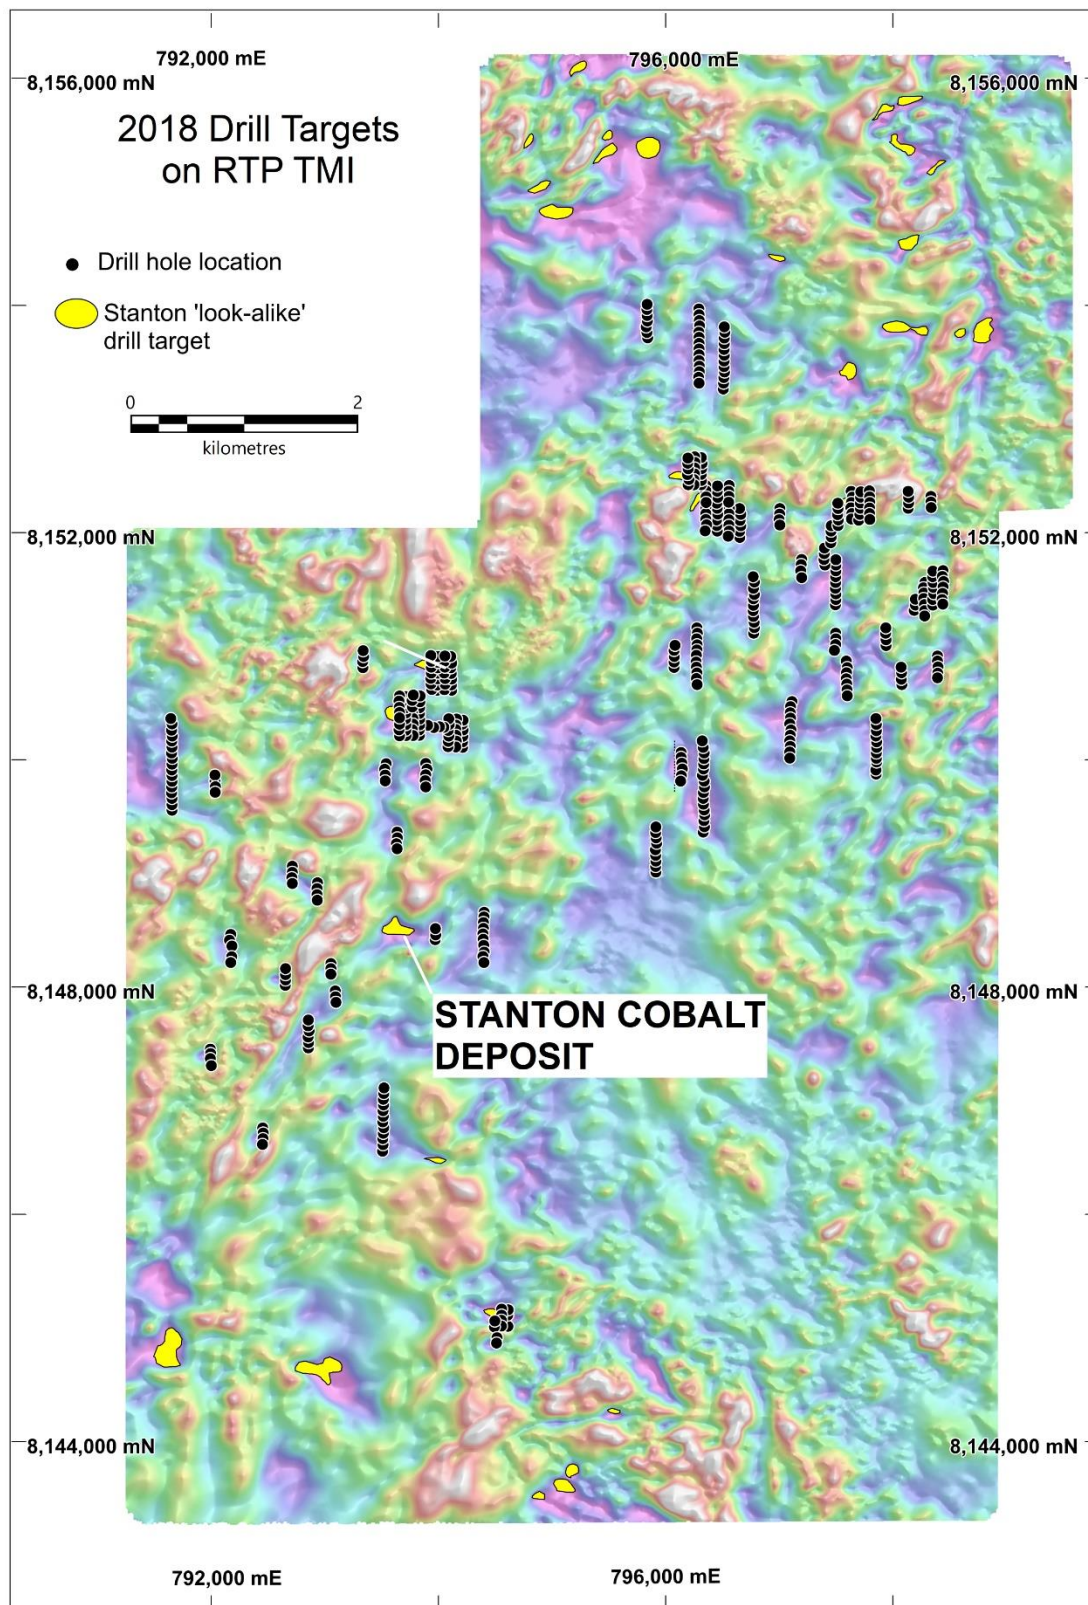 792,000 mE
796,000 mE
8,156,000 mN
8,156,000 mN
2018 Drill Targets
on RTP TMI
Drill hole location
Stanton 'look-alike'
drill target
0
2
kilometres
8,152,000 mN
8,152,000 mN
8,148,000 mN
8,148,000 mN
STANTON COBALT
DEPOSIT
8,144,000 mN
8,144,000 mN
792,000 mE
796,000 mE